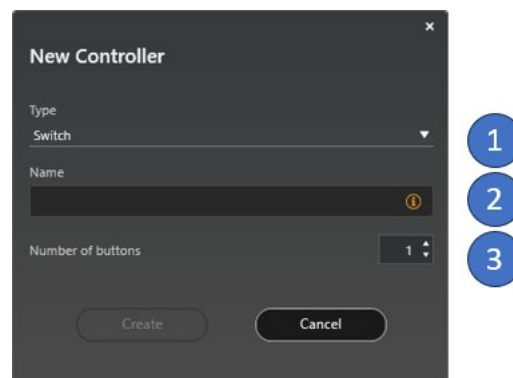 ×
New Controller
Type
Switch
1
Name
2
Number of buttons 1
3
Create Cancel